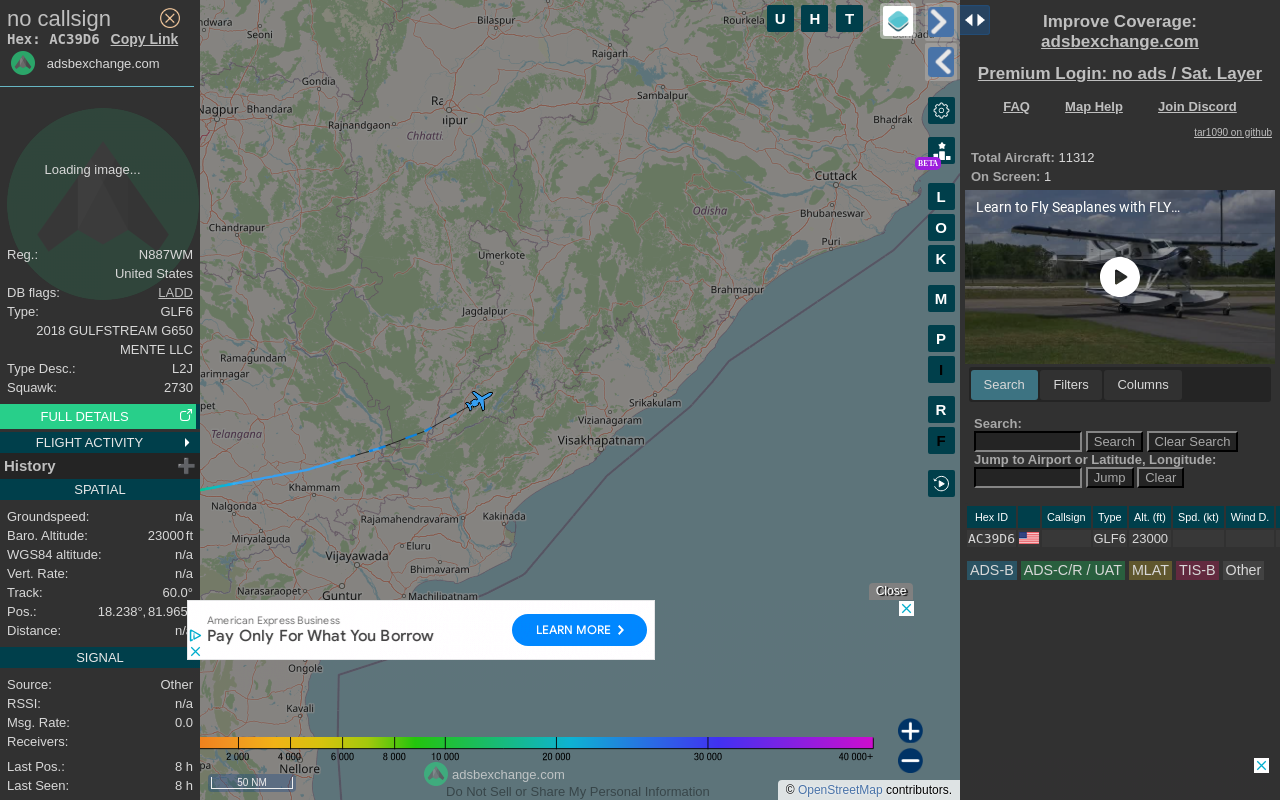 no callsign
Hex: AC39D6 Copy Link
adsbexchange.com
Loading image...
Reg.: N887WM
United States
DB flags: LADD
Type: GLF6
2018 GULFSTREAM G650
MENTE LLC
Type Desc.: L2J
Squawk: 2730
FULL DETAILS
FLIGHT ACTIVITY
History
SPATIAL
Groundspeed: n/a
Baro. Altitude: 23000 ft
WGS84 altitude: n/a
Vert. Rate: n/a
Track: 60.0°
Pos.: 18.238°, 81.965
Distance: n/
SIGNAL
Source: Other
RSSI: n/a
Msg. Rate: 0.0
Receivers:
Last Pos.: 8 h
Last Seen: 8 h
ndwara
Seoni
Bilaspur
Rourkela
Raigarh
Gondia
Nagpur
Bhandara
Rajnandgaon
Ra
ipur
Chhatti
Sambalpur
Bhadrak
Cuttack
Bhubaneswar
Odisha
Puri
Chandrapur
Umerkote
Brahmapur
Jagdalpur
Ramagundam
arimnagar
pet
Telangana
Srikakulam
Vizianagaram
Visakhapatnam
Khammam
Nalgonda
Rajamahendravaram
Kakinada
Miryalaguda
Eluru
Vijayawada
Bhimavaram
Narasaraopet
Guntur
Machilipatnam
Ongole
Kavali
Nellore
pa
U H T
BETA
L
O
K
M
P
I
R
F
Close
American Express Business
Pay Only For What You Borrow
LEARN MORE
2 000 4 000 6 000 8 000 10 000 20 000 30 000 40 000+
50 NM
adsbexchange.com
Do Not Sell or Share My Personal Information
© OpenStreetMap contributors.
Improve Coverage:
adsbexchange.com
Premium Login: no ads / Sat. Layer
FAQ Map Help Join Discord
tar1090 on github
Total Aircraft: 11312
On Screen: 1
Learn to Fly Seaplanes with FLY...
Search Filters Columns
Search:
Search Clear Search
Jump to Airport or Latitude, Longitude:
Jump Clear
Hex ID Callsign Type Alt. (ft) Spd. (kt) Wind D.
AC39D6 GLF6 23000
ADS-B ADS-C/R / UAT MLAT TIS-B Other